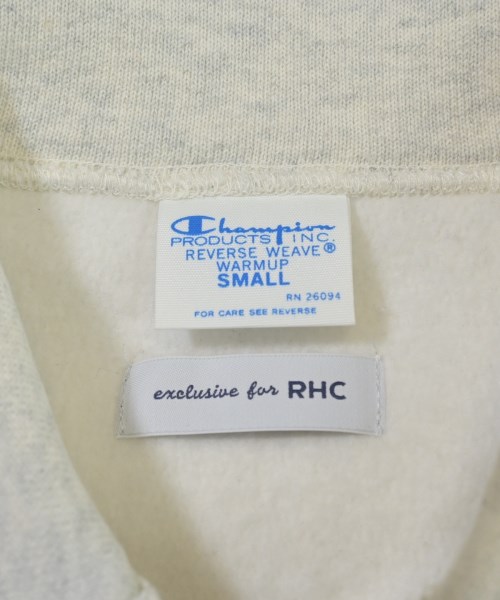 Champion
PRODUCTS INC.
REVERSE WEAVE®
WARMUP
SMALL
RN 26094
FOR CARE SEE REVERSE
exclusive for RHC